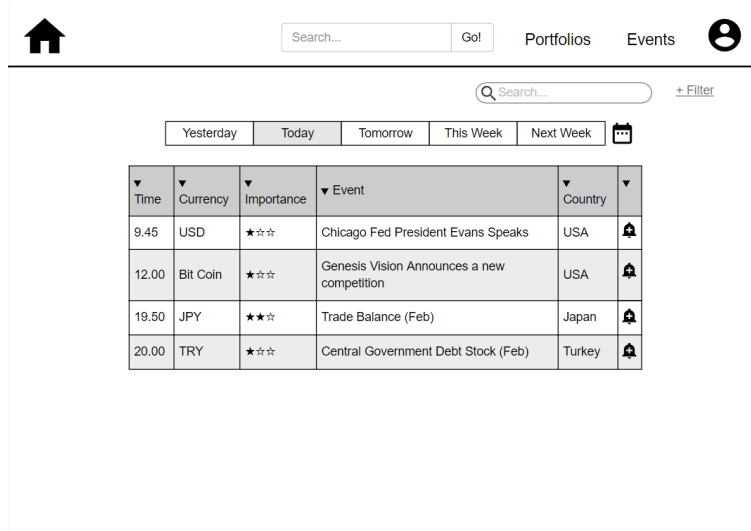 Search... Go! Portfolios Events
Search... + Filter
Yesterday Today Tomorrow This Week Next Week
▼ Time ▼ Currency ▼ Importance ▼ Event ▼ Country ▼
9.45 USD ★☆☆ Chicago Fed President Evans Speaks USA
12.00 Bit Coin ★☆☆ Genesis Vision Announces a new
competition USA
19.50 JPY ★★☆ Trade Balance (Feb) Japan
20.00 TRY ★☆☆ Central Government Debt Stock (Feb) Turkey